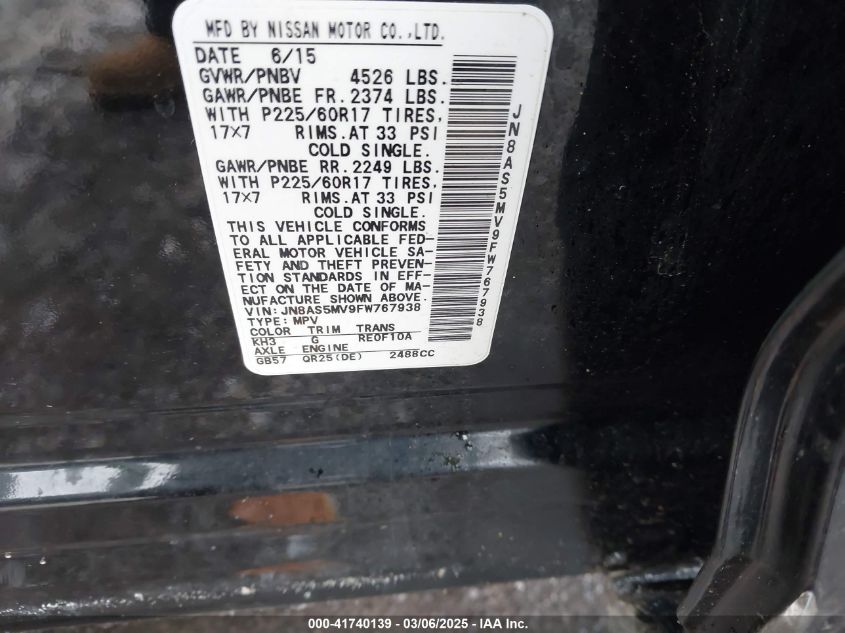 MFD BY NISSAN MOTOR CO.,LTD.
DATE 6/15
GVWR/PNBV 4526 LBS.
GAWR/PNBE FR. 2374 LBS.
WITH P225/60R17 TIRES,
17×7 RIMS.AT 33 PSI
COLD SINGLE.
GAWR/PNBE RR. 2249 LBS.
WITH P225/60R17 TIRES,
17×7 RIMS.AT 33 PSI
COLD SINGLE.
THIS VEHICLE CONFORMS
TO ALL APPLICABLE FED-
ERAL MOTOR VEHICLE SA-
FETY AND THEFT PREVEN-
TION STANDARDS IN EFF-
ECT ON THE DATE OF MA-
NUFACTURE SHOWN ABOVE.
VIN: JN8AS5MV9FW767938
TYPE: MPV
COLOR TRIM TRANS
KH3 G RE0F10A
AXLE ENGINE
GB57 QR25(DE) 2488CC
JN8AS5MV9FW767938
000-41740139 / 03/06/2025 — IAA Inc.